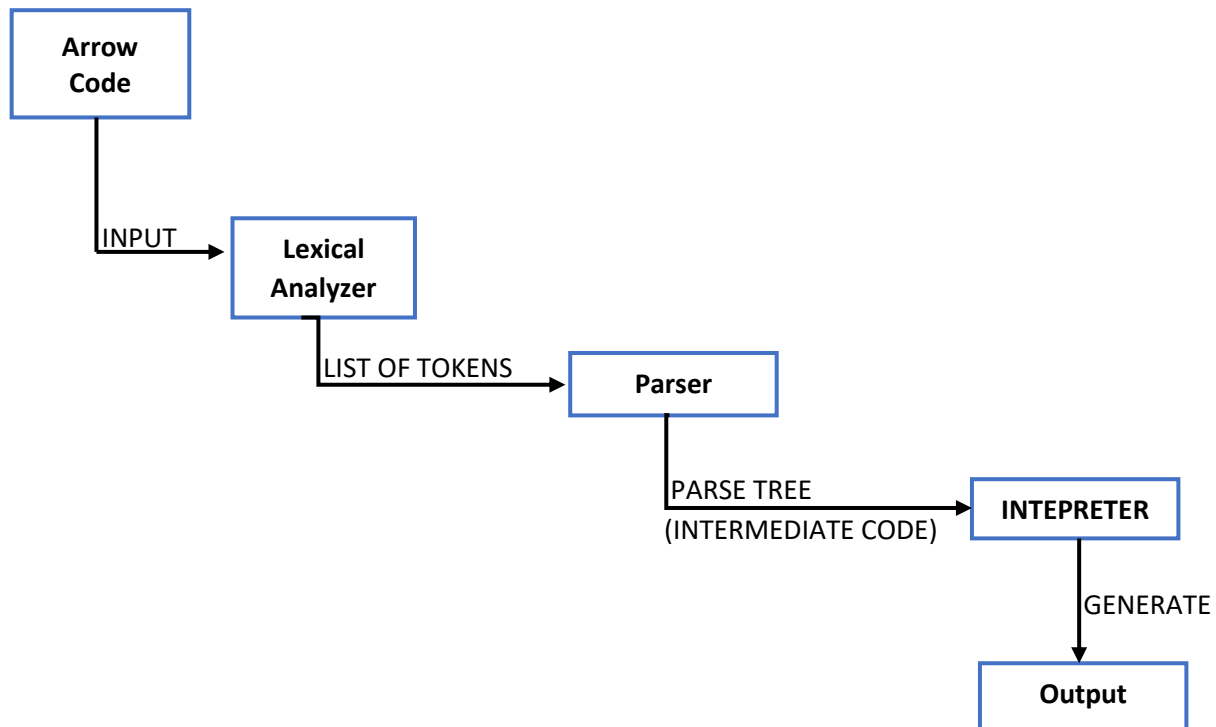 Arrow
Code
INPUT
Lexical
Analyzer
LIST OF TOKENS
Parser
PARSE TREE
(INTERMEDIATE CODE)
INTEPRETER
GENERATE
Output